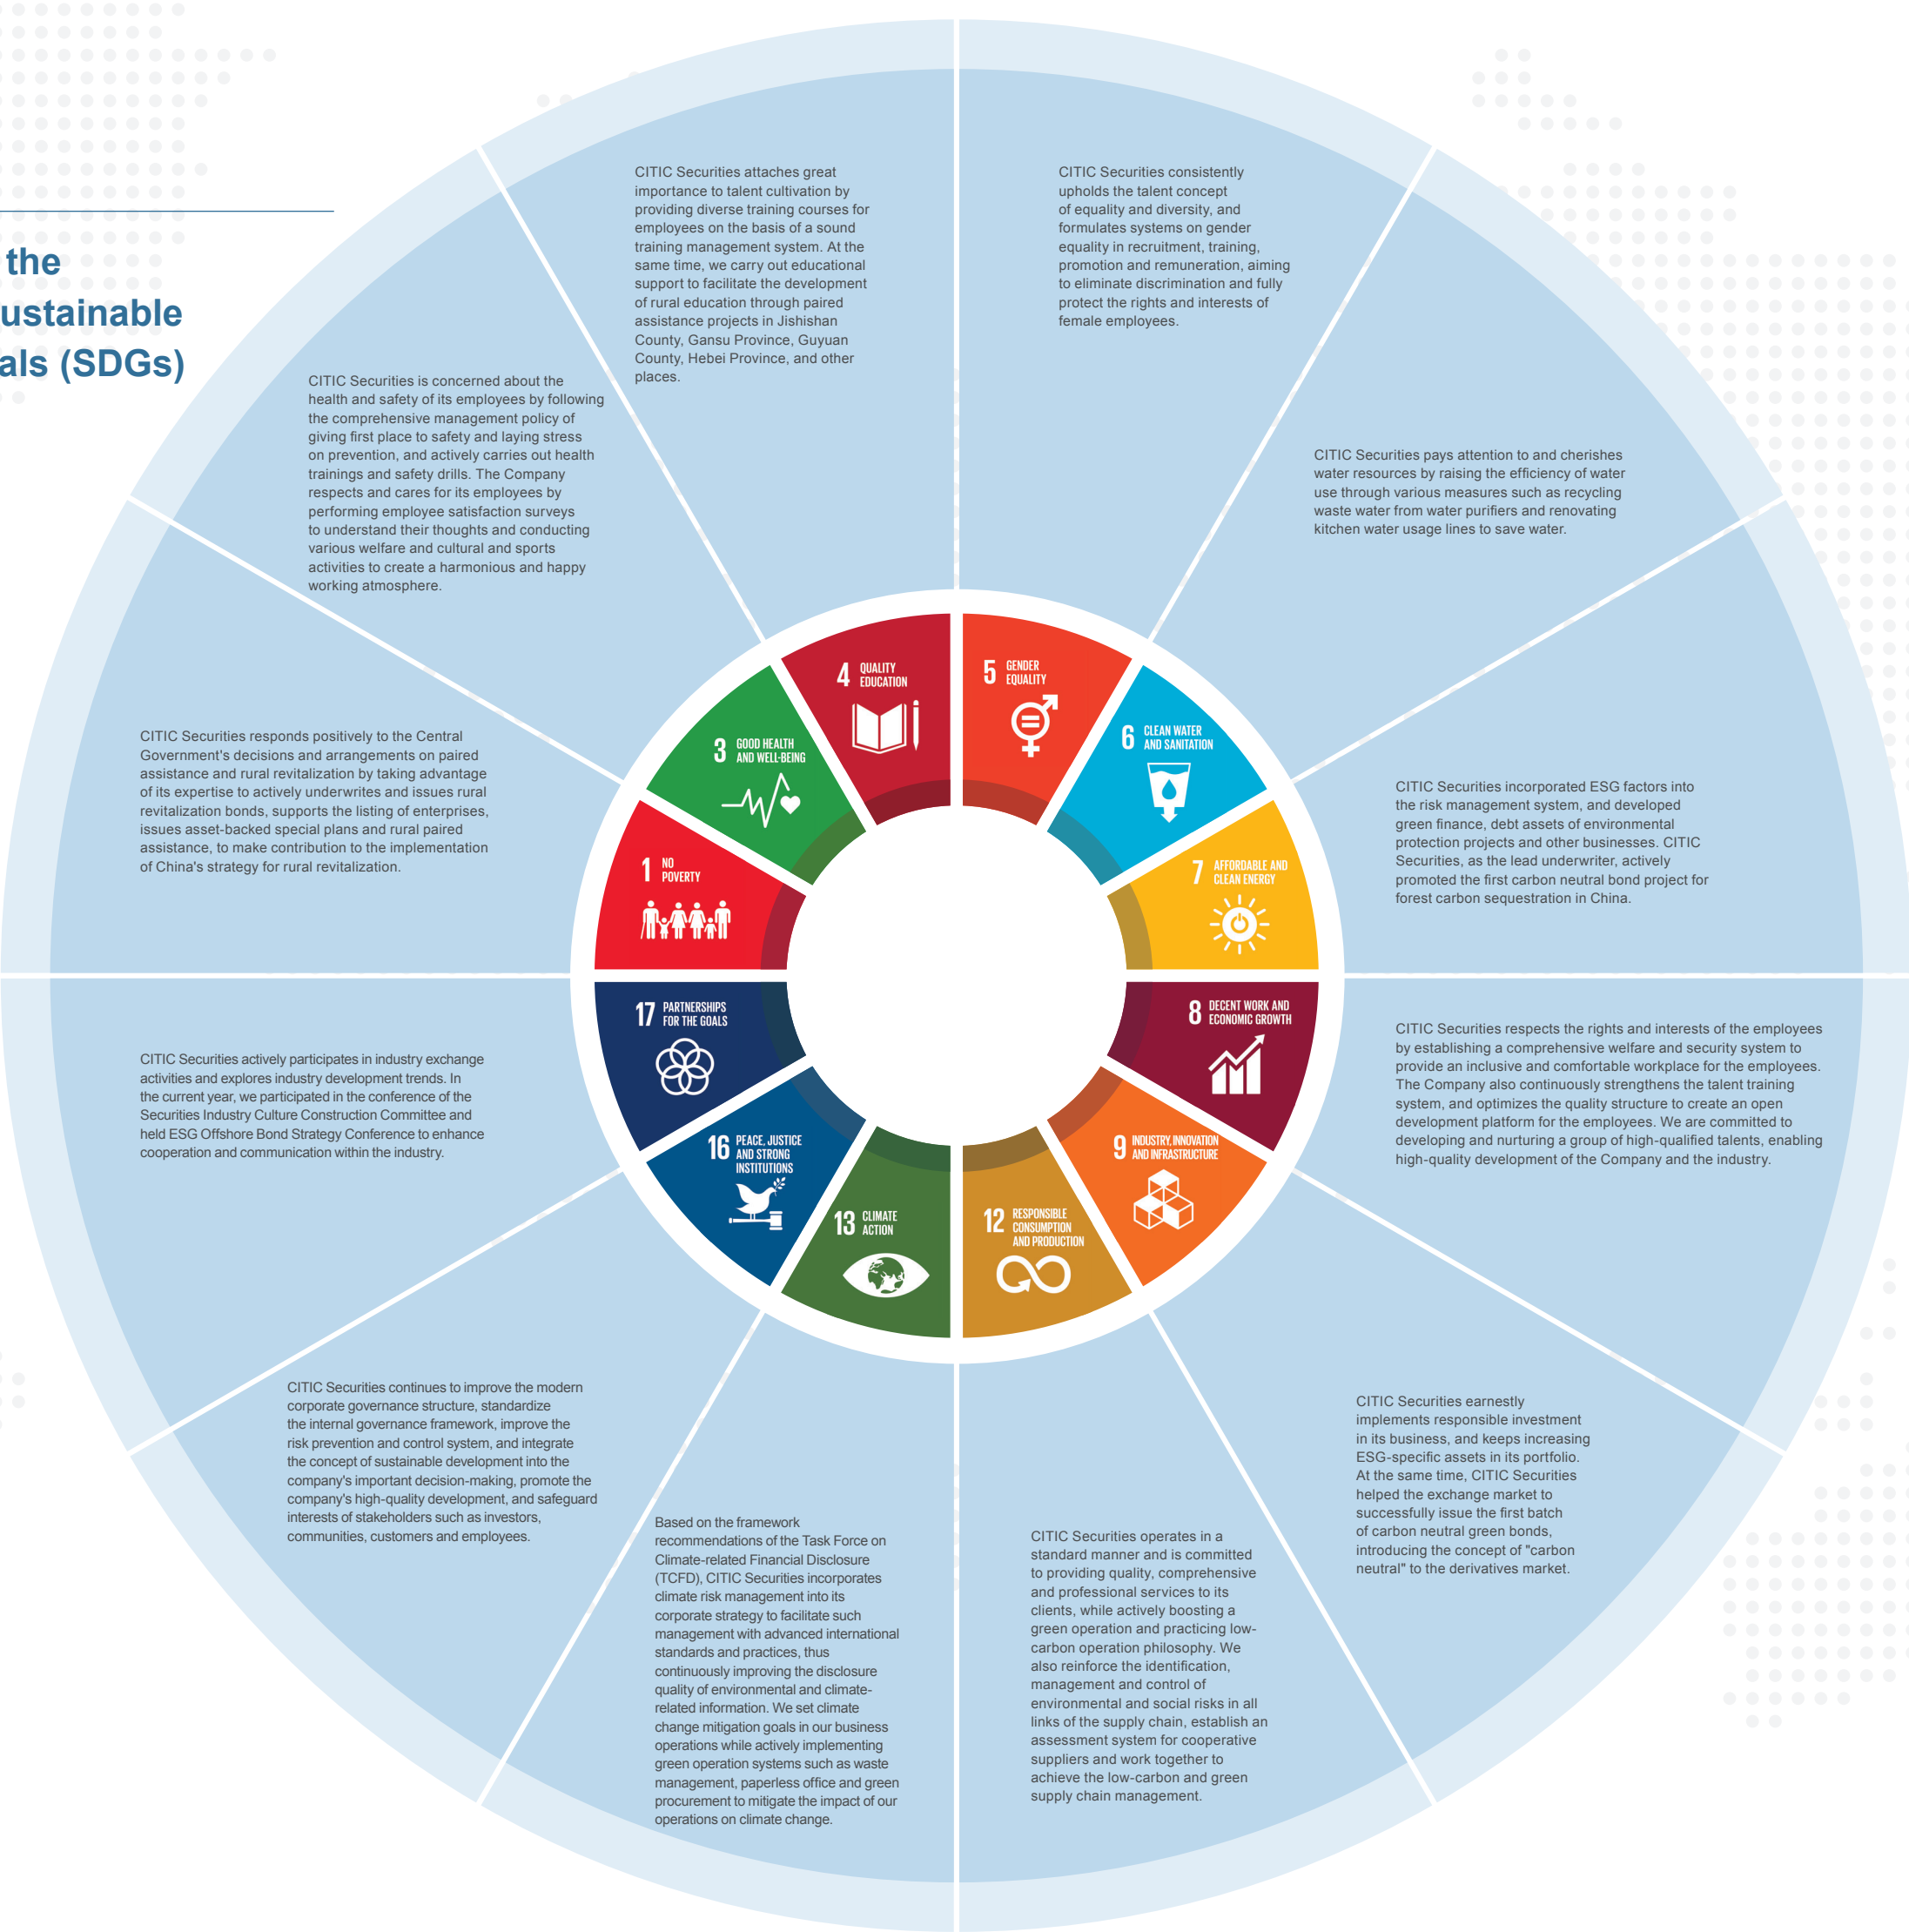 the
ustainable
als (SDGs)
CITIC Securities attaches great
importance to talent cultivation by
providing diverse training courses for
employees on the basis of a sound
training management system. At the
same time, we carry out educational
support to facilitate the development
of rural education through paired
assistance projects in Jishishan
County, Gansu Province, Guyuan
County, Hebei Province, and other
places.
CITIC Securities consistently
upholds the talent concept
of equality and diversity, and
formulates systems on gender
equality in recruitment, training,
promotion and remuneration, aiming
to eliminate discrimination and fully
protect the rights and interests of
female employees.
CITIC Securities is concerned about the
health and safety of its employees by following
the comprehensive management policy of
giving first place to safety and laying stress
on prevention, and actively carries out health
trainings and safety drills. The Company
respects and cares for its employees by
performing employee satisfaction surveys
to understand their thoughts and conducting
various welfare and cultural and sports
activities to create a harmonious and happy
working atmosphere.
CITIC Securities pays attention to and cherishes
water resources by raising the efficiency of water
use through various measures such as recycling
waste water from water purifiers and renovating
kitchen water usage lines to save water.
CITIC Securities responds positively to the Central
Government's decisions and arrangements on paired
assistance and rural revitalization by taking advantage
of its expertise to actively underwrites and issues rural
revitalization bonds, supports the listing of enterprises,
issues asset-backed special plans and rural paired
assistance, to make contribution to the implementation
of China's strategy for rural revitalization.
CITIC Securities incorporated ESG factors into
the risk management system, and developed
green finance, debt assets of environmental
protection projects and other businesses. CITIC
Securities, as the lead underwriter, actively
promoted the first carbon neutral bond project for
forest carbon sequestration in China.
4 QUALITY
EDUCATION
5 GENDER
EQUALITY
3 GOOD HEALTH
AND WELL-BEING
6 CLEAN WATER
AND SANITATION
1 NO
POVERTY
7 AFFORDABLE AND
CLEAN ENERGY
17 PARTNERSHIPS
FOR THE GOALS
8 DECENT WORK AND
ECONOMIC GROWTH
16 PEACE, JUSTICE
AND STRONG
INSTITUTIONS
9 INDUSTRY, INNOVATION
AND INFRASTRUCTURE
13 CLIMATE
ACTION
12 RESPONSIBLE
CONSUMPTION
AND PRODUCTION
CITIC Securities actively participates in industry exchange
activities and explores industry development trends. In
the current year, we participated in the conference of the
Securities Industry Culture Construction Committee and
held ESG Offshore Bond Strategy Conference to enhance
cooperation and communication within the industry.
CITIC Securities respects the rights and interests of the employees
by establishing a comprehensive welfare and security system to
provide an inclusive and comfortable workplace for the employees.
The Company also continuously strengthens the talent training
system, and optimizes the quality structure to create an open
development platform for the employees. We are committed to
developing and nurturing a group of high-qualified talents, enabling
high-quality development of the Company and the industry.
CITIC Securities continues to improve the modern
corporate governance structure, standardize
the internal governance framework, improve the
risk prevention and control system, and integrate
the concept of sustainable development into the
company's important decision-making, promote the
company's high-quality development, and safeguard
interests of stakeholders such as investors,
communities, customers and employees.
CITIC Securities earnestly
implements responsible investment
in its business, and keeps increasing
ESG-specific assets in its portfolio.
At the same time, CITIC Securities
helped the exchange market to
successfully issue the first batch
of carbon neutral green bonds,
introducing the concept of "carbon
neutral" to the derivatives market.
Based on the framework
recommendations of the Task Force on
Climate-related Financial Disclosure
(TCFD), CITIC Securities incorporates
climate risk management into its
corporate strategy to facilitate such
management with advanced international
standards and practices, thus
continuously improving the disclosure
quality of environmental and climate-
related information. We set climate
change mitigation goals in our business
operations while actively implementing
green operation systems such as waste
management, paperless office and green
procurement to mitigate the impact of our
operations on climate change.
CITIC Securities operates in a
standard manner and is committed
to providing quality, comprehensive
and professional services to its
clients, while actively boosting a
green operation and practicing low-
carbon operation philosophy. We
also reinforce the identification,
management and control of
environmental and social risks in all
links of the supply chain, establish an
assessment system for cooperative
suppliers and work together to
achieve the low-carbon and green
supply chain management.